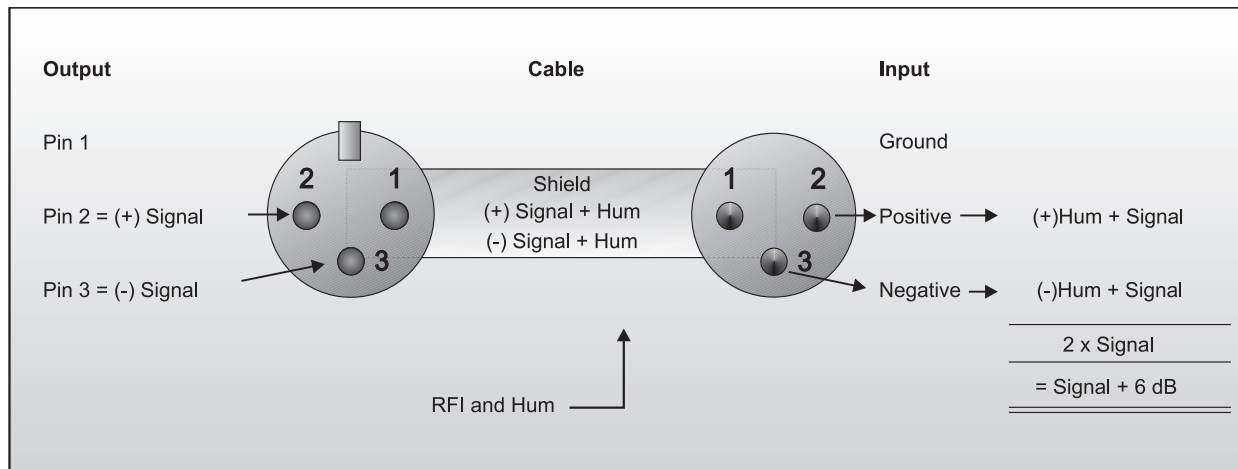 Output Cable Input
Pin 1 Ground
2 1 1 2
Shield
(+) Signal + Hum
Pin 2 = (+) Signal Positive (+)Hum + Signal
(-) Signal + Hum
3 3
Pin 3 = (-) Signal Negative (-)Hum + Signal
2 x Signal
= Signal + 6 dB
RFI and Hum